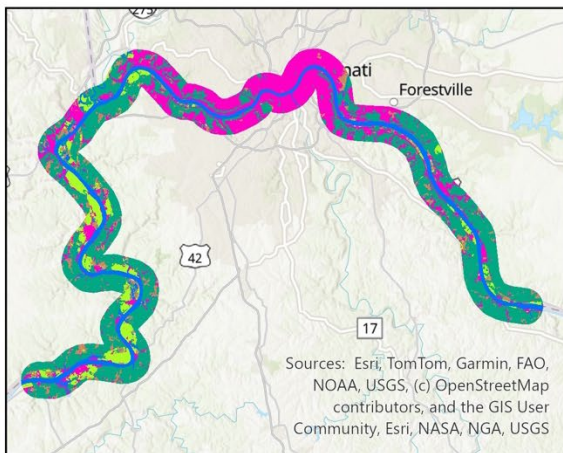 275
nati
Forestville
42
17
Sources: Esri, TomTom, Garmin, FAO,
NOAA, USGS, (c) OpenStreetMap
contributors, and the GIS User
Community, Esri, NASA, NGA, USGS